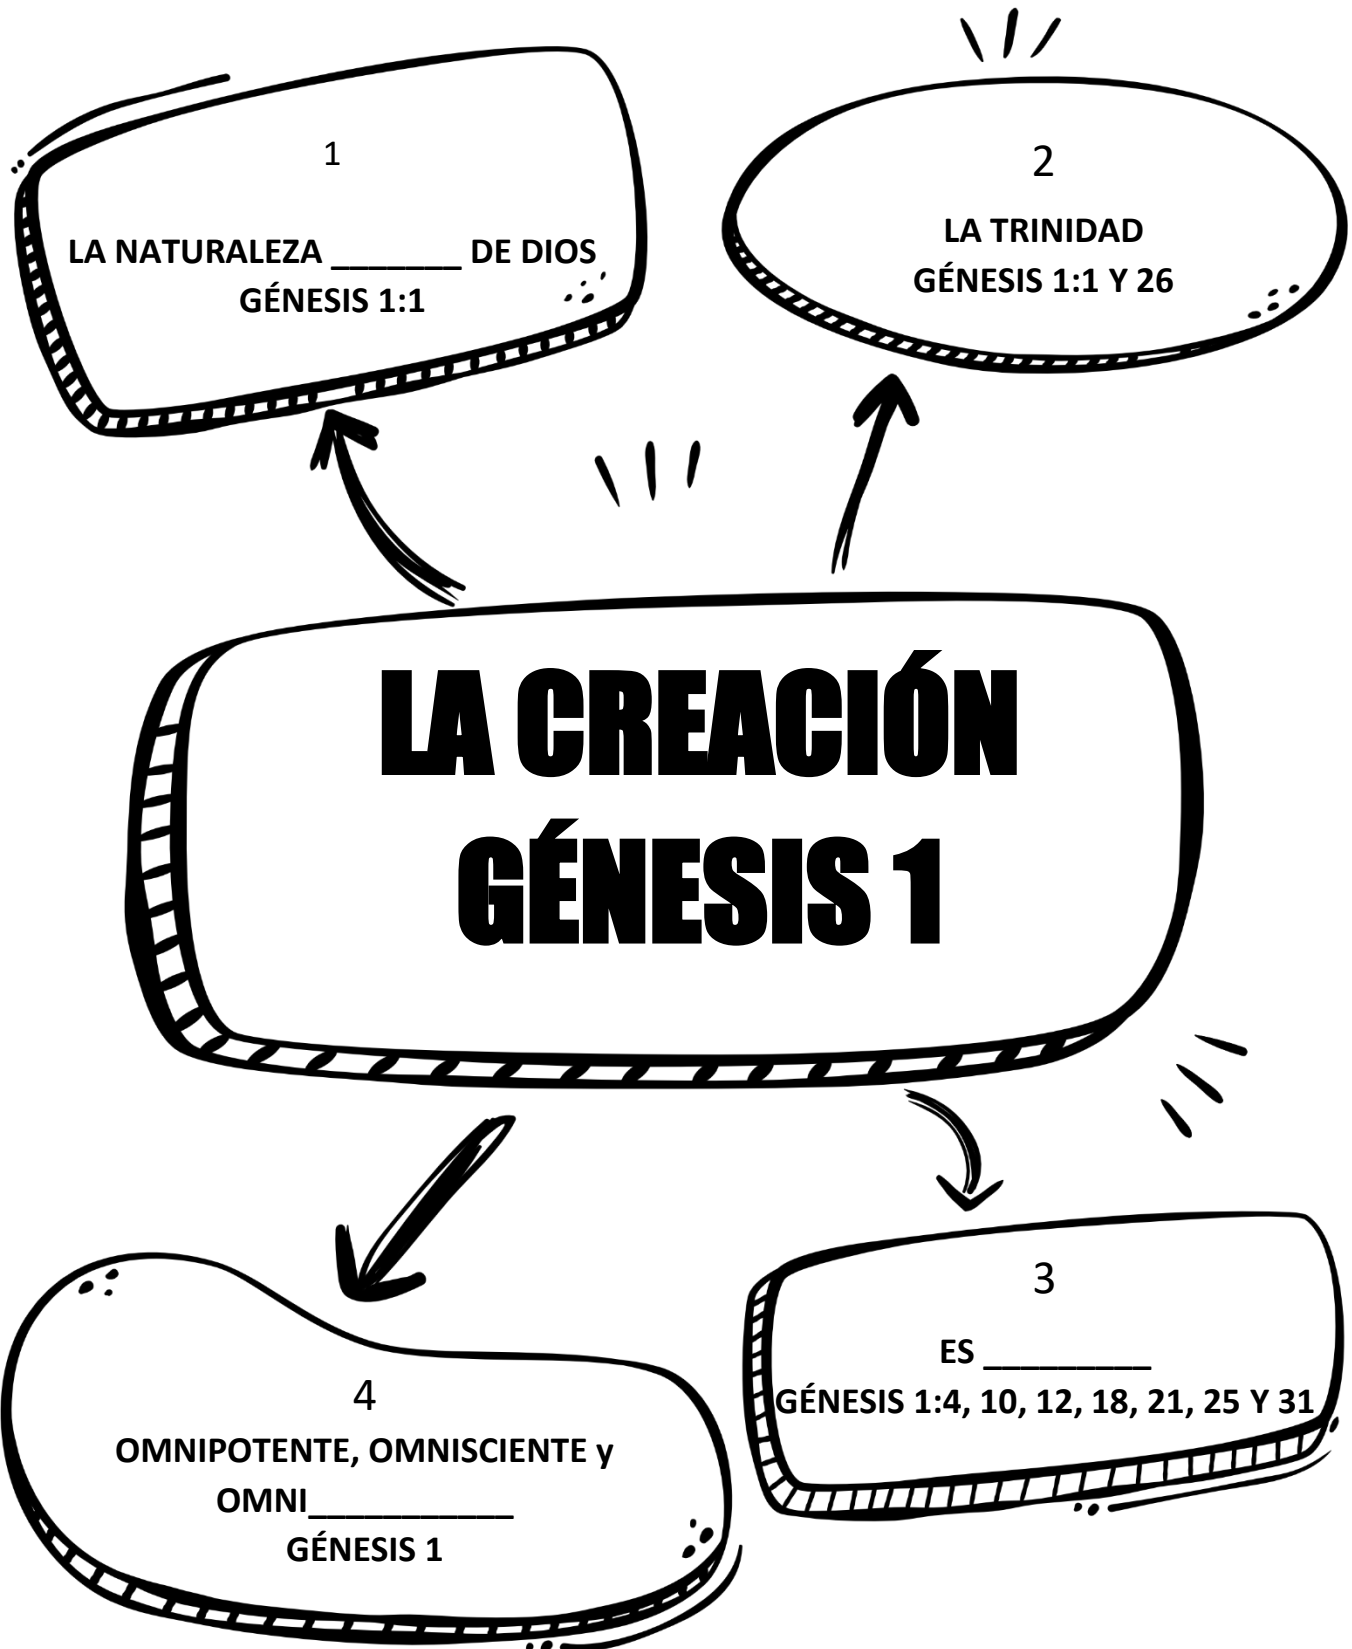 1
LA NATURALEZA _______ DE DIOS
GÉNESIS 1:1
2
LA TRINIDAD
GÉNESIS 1:1 Y 26
LA CREACIÓN
GÉNESIS 1
3
ES _________
GÉNESIS 1:4, 10, 12, 18, 21, 25 Y 31
4
OMNIPOTENTE, OMNISCIENTE y
OMNI___________
GÉNESIS 1